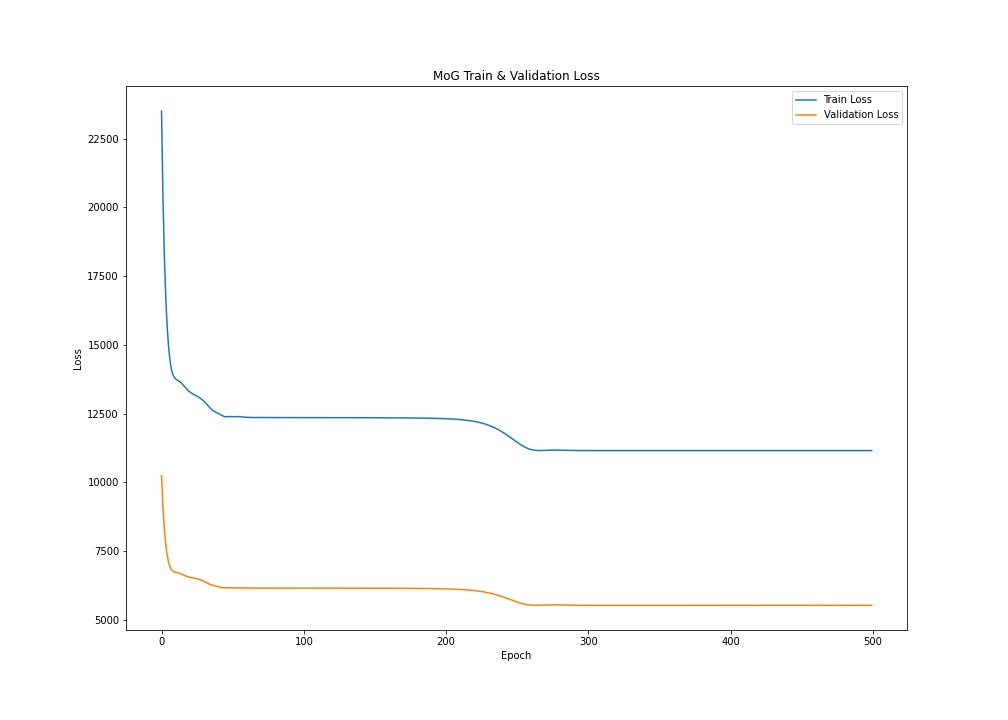 MoG Train & Validation Loss
Train Loss
Validation Loss
22500
20000
17500
15000
12500
10000
7500
5000
Loss
0 100 200 300 400 500
Epoch